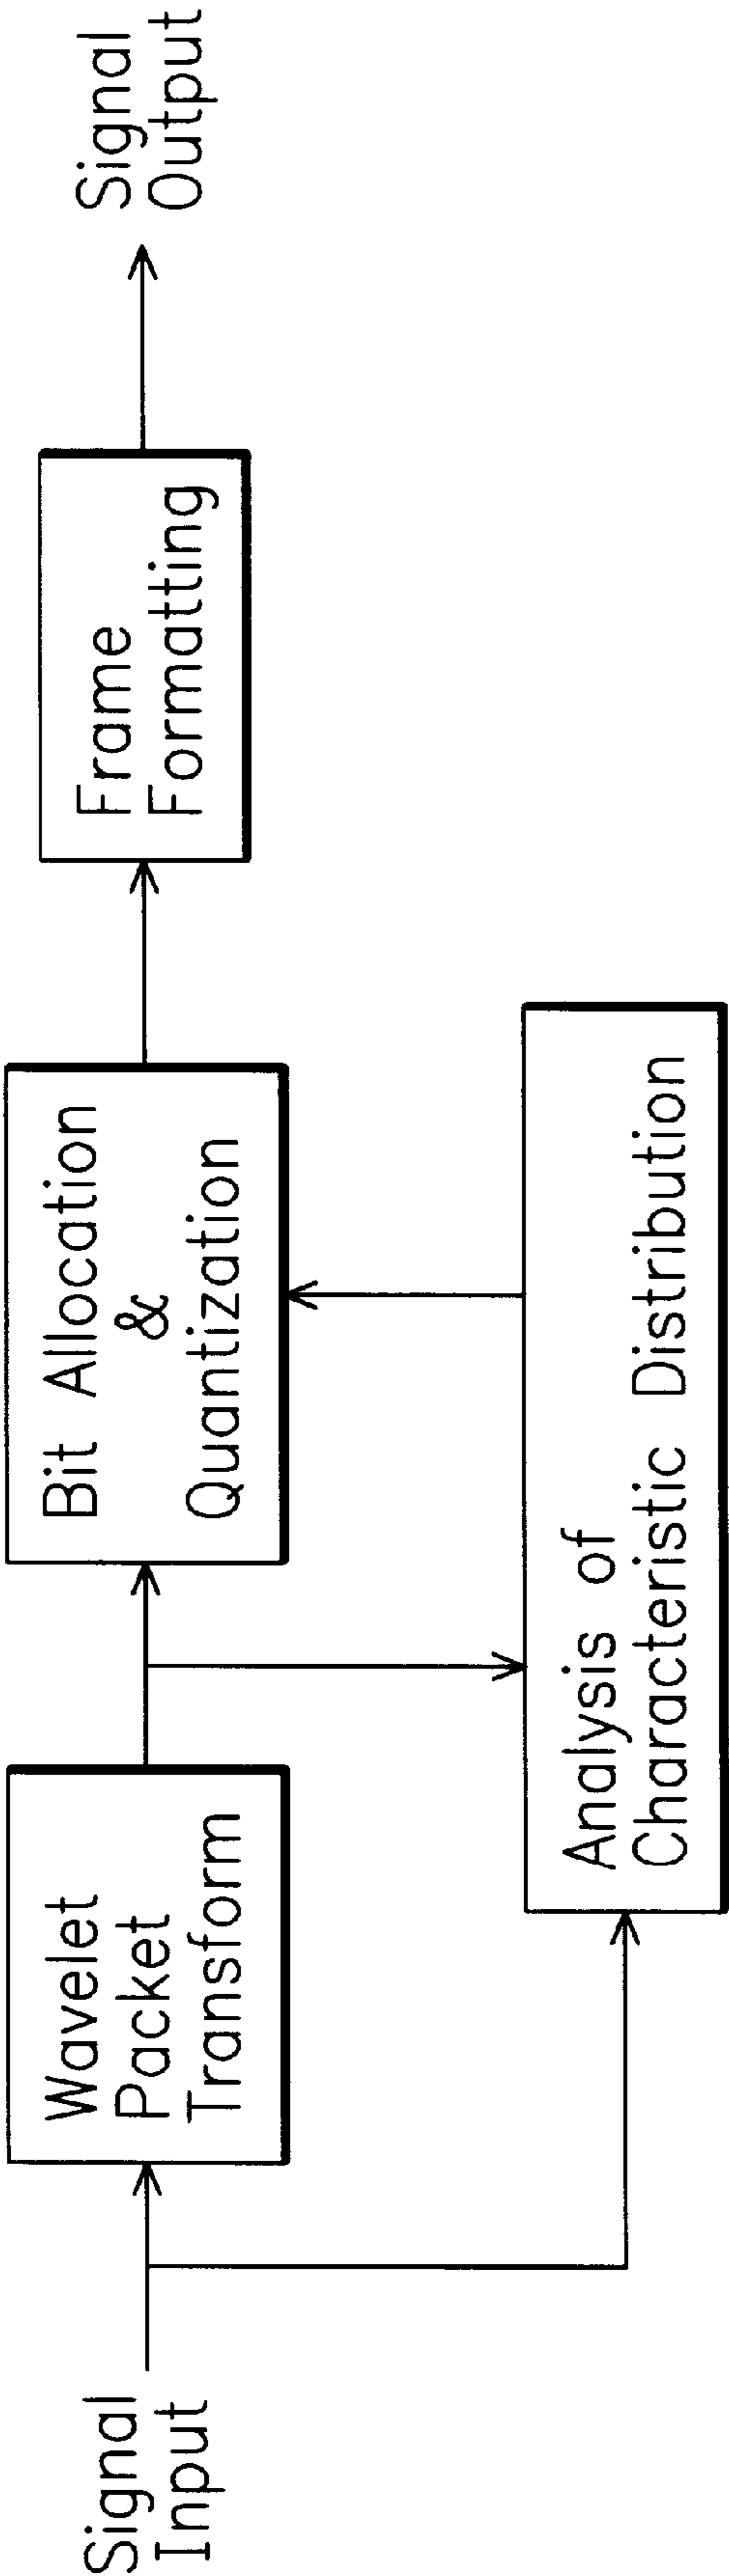 Signal
Input
Wavelet
Packet
Transform
Bit Allocation
&
Quantization
Frame
Formatting
Signal
Output
Analysis of
Characteristic Distribution